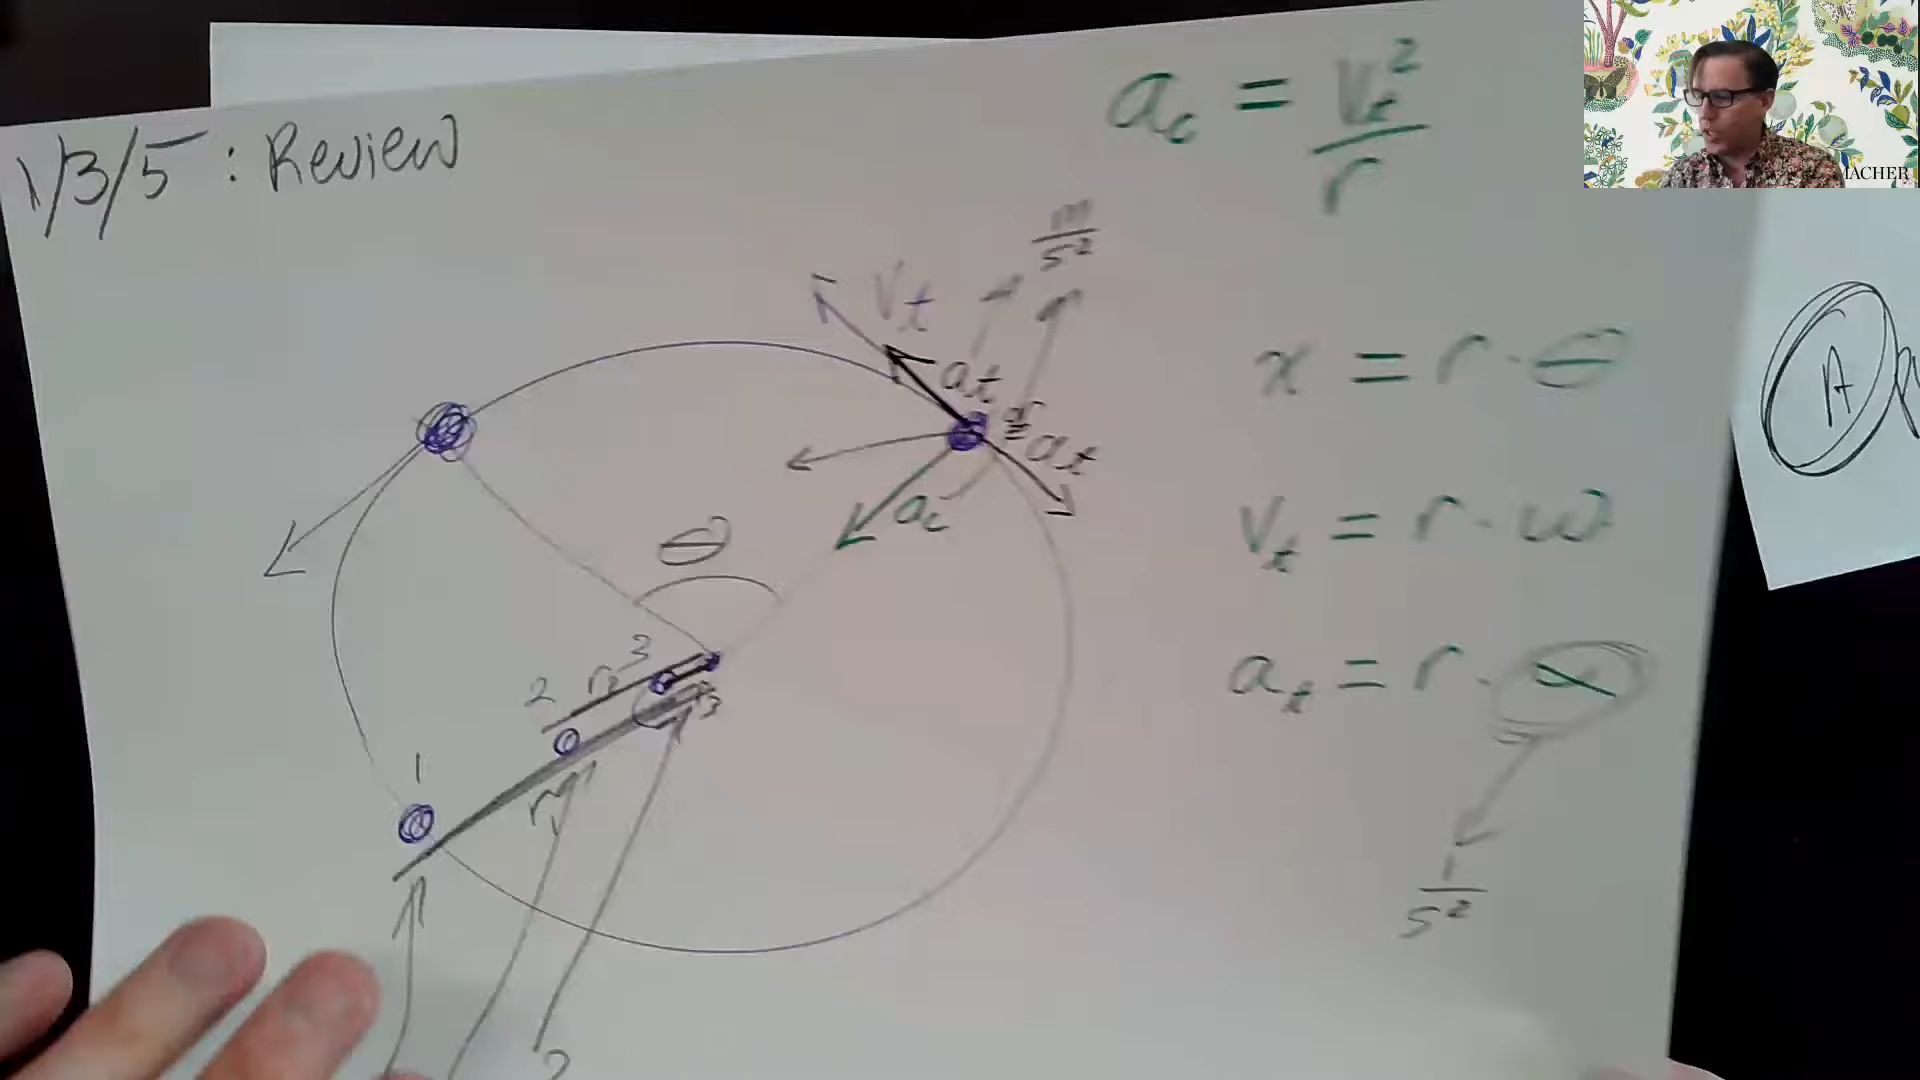 1/3/5 : Review
a_c = v_t^2 / r
m/s^2
v_t
a_t
a_t
a_c
x = r · θ
v_t = r · ω
a_t = r · α
1/s^2
θ
3
2
r_2
r_3
1
r_1
?
A
MACHER